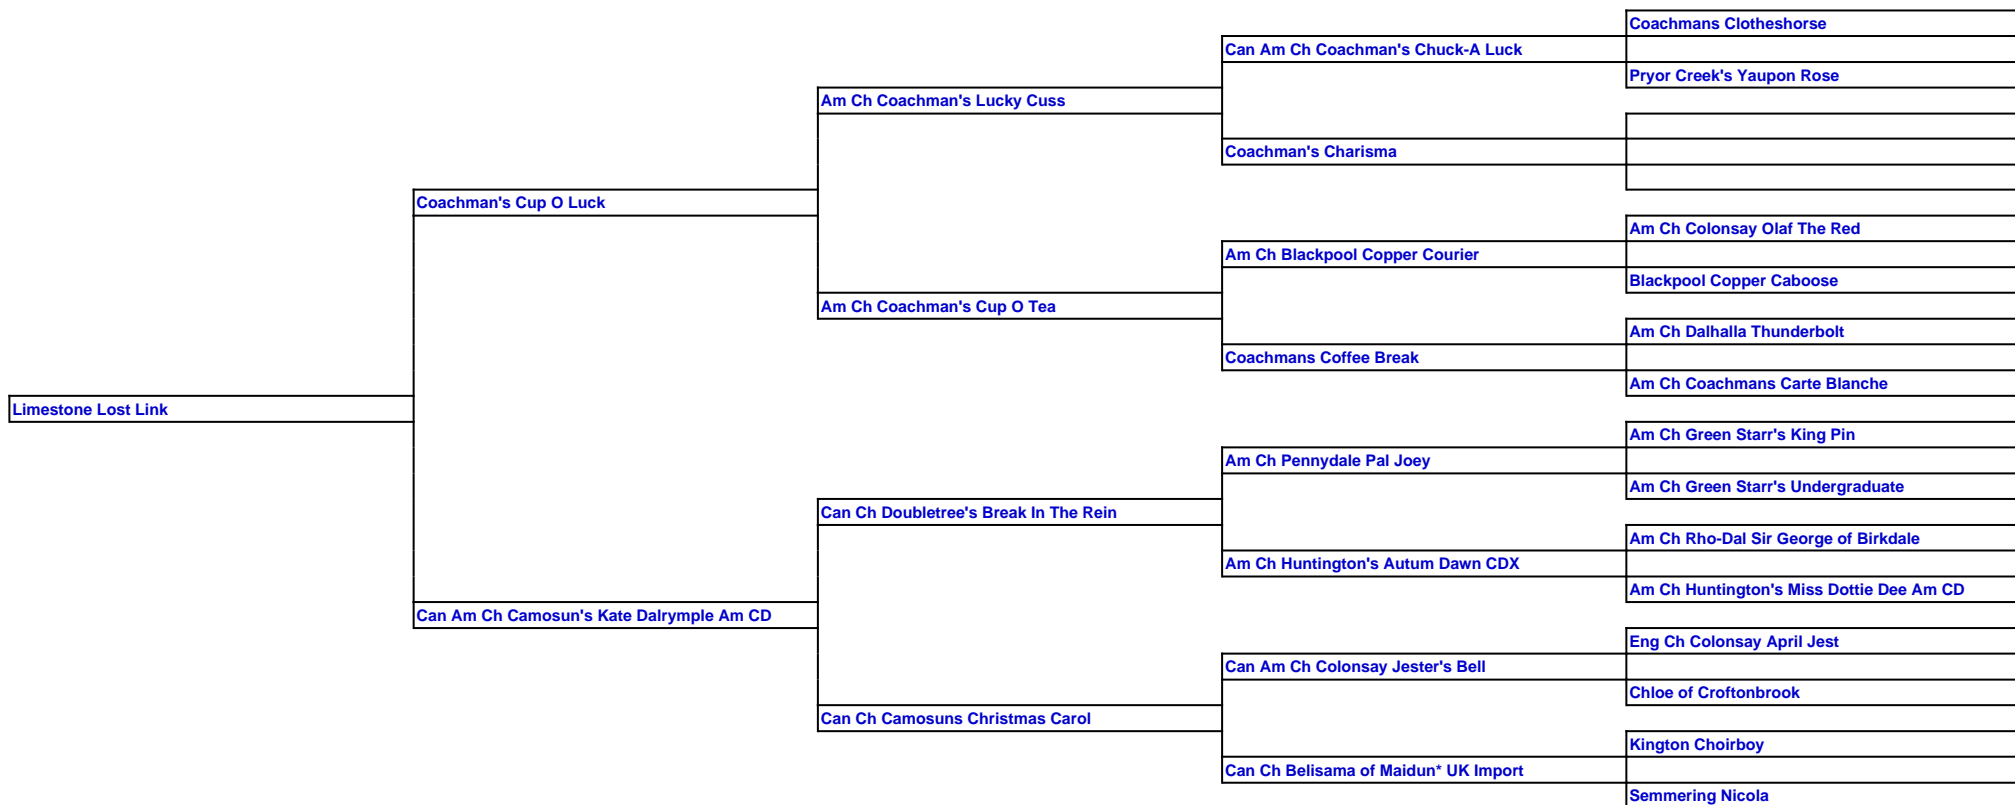 Coachmans Clotheshorse
Can Am Ch Coachman's Chuck-A Luck
Pryor Creek's Yaupon Rose
Am Ch Coachman's Lucky Cuss
Coachman's Charisma
Coachman's Cup O Luck
Am Ch Colonsay Olaf The Red
Am Ch Blackpool Copper Courier
Blackpool Copper Caboose
Am Ch Coachman's Cup O Tea
Am Ch Dalhalla Thunderbolt
Coachmans Coffee Break
Am Ch Coachmans Carte Blanche
Limestone Lost Link
Am Ch Green Starr's King Pin
Am Ch Pennydale Pal Joey
Am Ch Green Starr's Undergraduate
Can Ch Doubletree's Break In The Rein
Am Ch Rho-Dal Sir George of Birkdale
Am Ch Huntington's Autum Dawn CDX
Am Ch Huntington's Miss Dottie Dee Am CD
Can Am Ch Camosun's Kate Dalrymple Am CD
Eng Ch Colonsay April Jest
Can Am Ch Colonsay Jester's Bell
Chloe of Croftonbrook
Can Ch Camosuns Christmas Carol
Kington Choirboy
Can Ch Belisama of Maidun* UK Import
Semmering Nicola